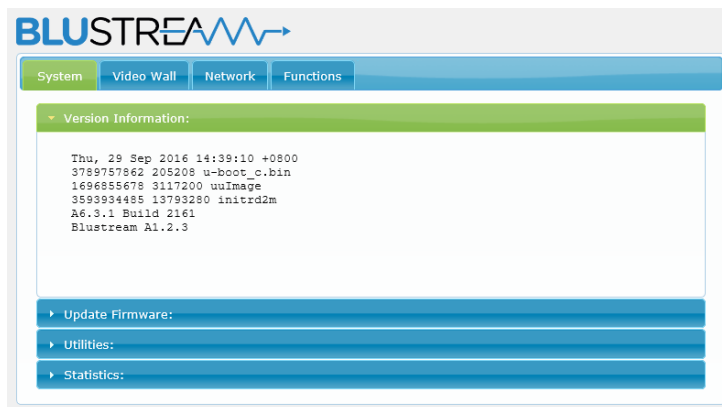 BLUSTREAM
System Video Wall Network Functions
Version Information:
Thu, 29 Sep 2016 14:39:10 +0800
3789757862 205208 u-boot_c.bin
1696855678 3117200 uuImage
3593934485 13793280 initrd2m
A6.3.1 Build 2161
Blustream A1.2.3
Update Firmware:
Utilities:
Statistics: